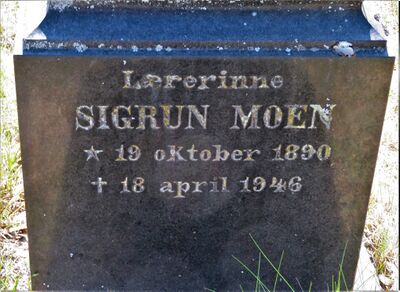 Lærerinne
SIGRUN MOEN
* 19 oktober 1890
† 18 april 1946